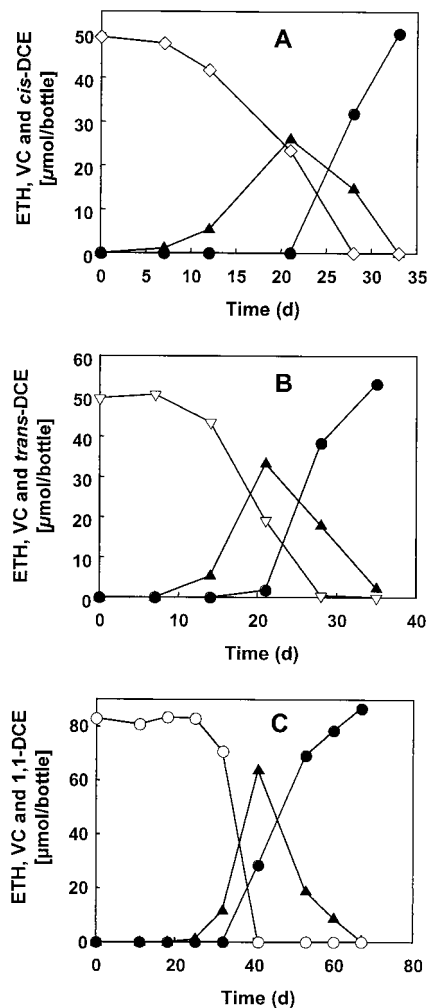 A
ETH, VC and cis-DCE
[µmol/bottle]
50
40
30
20
10
0
0 5 10 15 20 25 30 35
Time (d)
B
ETH, VC and trans-DCE
[µmol/bottle]
60
50
40
30
20
10
0
0 10 20 30 40
Time (d)
C
ETH, VC and 1,1-DCE
[µmol/bottle]
80
60
40
20
0
0 20 40 60 80
Time (d)